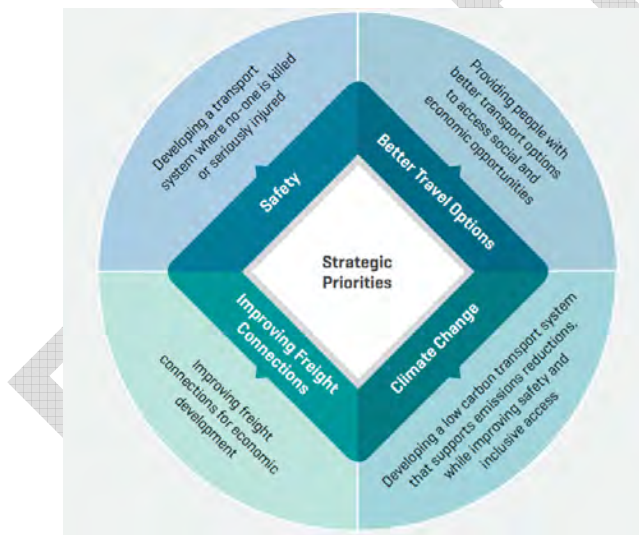 Developing a transport
system where no-one is killed
or seriously injured
Safety
Providing people with
better transport options
to access social and
economic opportunities
Better Travel Options
Strategic
Priorities
Improving Freight
Connections
Improving freight
connections for economic
development
Climate Change
Developing a low carbon transport system
that supports emissions reductions,
while improving safety and
inclusive access